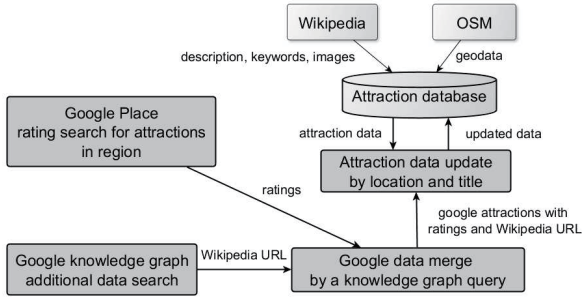 Wikipedia
OSM
description, keywords, images
geodata
Attraction database
attraction data
updated data
Google Place
rating search for attractions
in region
Attraction data update
by location and title
ratings
google attractions with
ratings and Wikipedia URL
Google knowledge graph
additional data search
Wikipedia URL
Google data merge
by a knowledge graph query